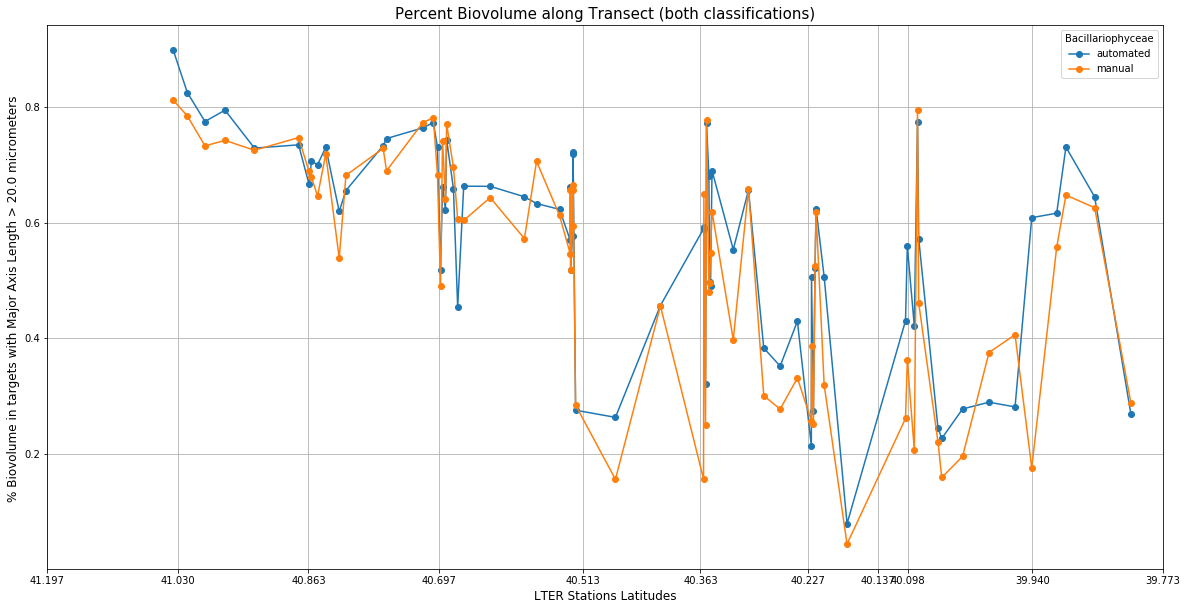 Percent Biovolume along Transect (both classifications)
Bacillariophyceae
automated
manual
% Biovolume in targets with Major Axis Length > 20.0 micrometers
0.8
0.6
0.4
0.2
41.197 41.030 40.863 40.697 40.513 40.363 40.227 40.137 40.098 39.940 39.773
LTER Stations Latitudes